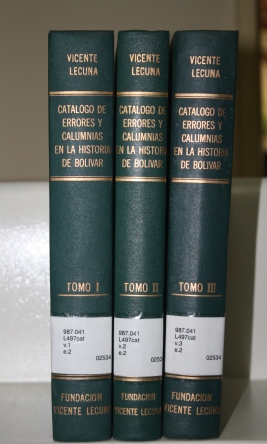 VICENTE
LECUNA
CATALOGO DE
ERRORES Y
CALUMNIAS
EN LA HISTORIA
DE BOLIVAR
TOMO I
987.041
L497cat
v.1
e.2
02534
FUNDACION
VICENTE LECUNA
VICENTE
LECUNA
CATALOGO DE
ERRORES Y
CALUMNIAS
EN LA HISTORIA
DE BOLIVAR
TOMO II
987.041
L497cat
v.2
e.2
02534
FUNDACION
VICENTE LECUNA
VICENTE
LECUNA
CATALOGO DE
ERRORES Y
CALUMNIAS
EN LA HISTORIA
DE BOLIVAR
TOMO III
987.041
L497cat
v.3
e.2
02534
FUNDACION
VICENTE LECUNA